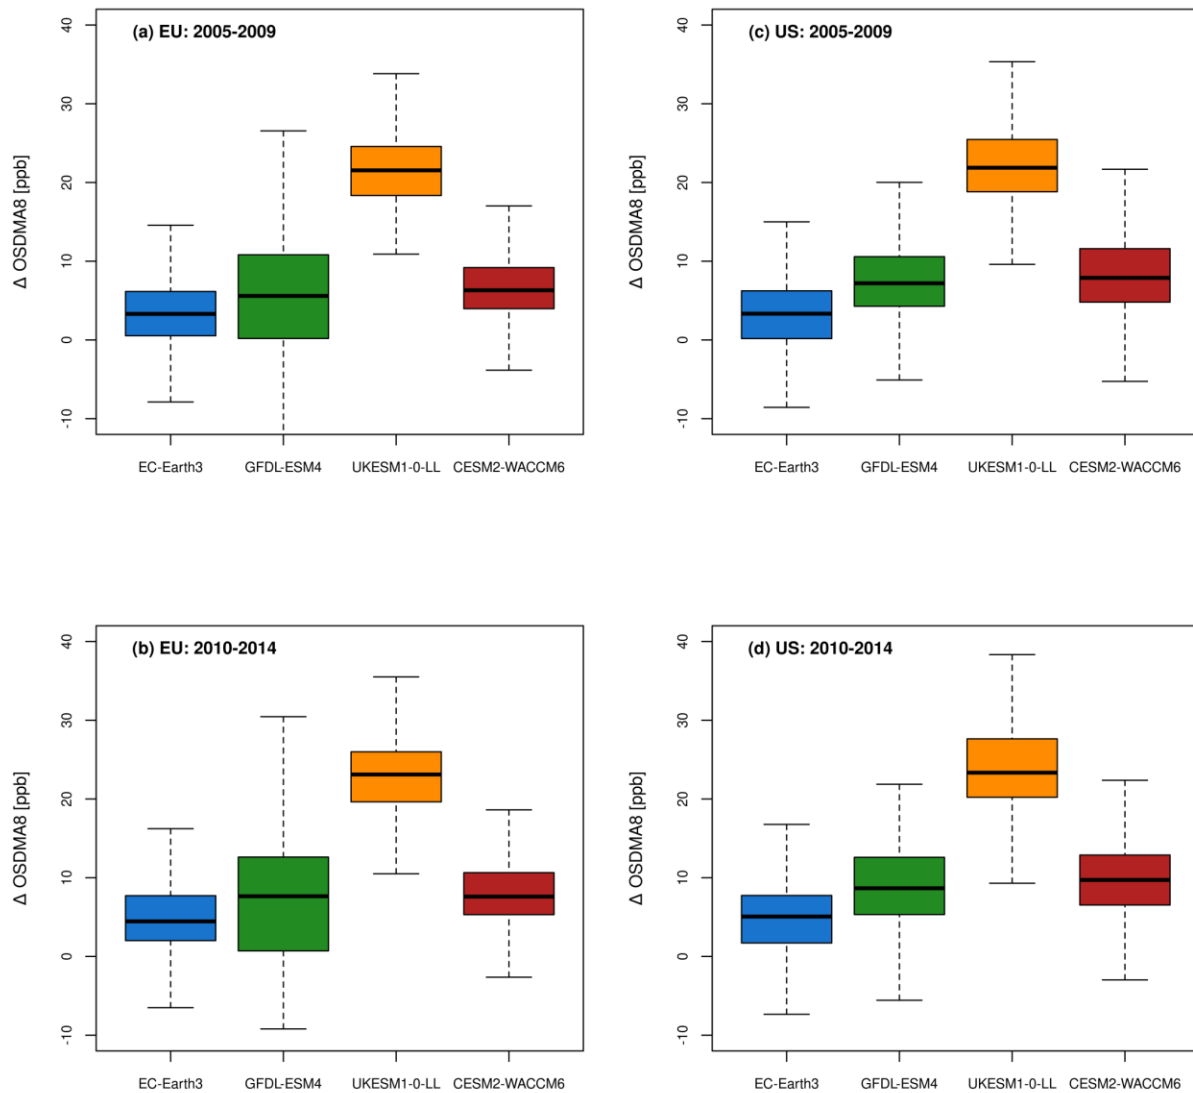 (a) EU: 2005-2009
40
30
20
10
0
-10
Δ OSDMA8 [ppb]
EC-Earth3 GFDL-ESM4 UKESM1-0-LL CESM2-WACCM6
(c) US: 2005-2009
40
30
20
10
0
-10
Δ OSDMA8 [ppb]
EC-Earth3 GFDL-ESM4 UKESM1-0-LL CESM2-WACCM6
(b) EU: 2010-2014
40
30
20
10
0
-10
Δ OSDMA8 [ppb]
EC-Earth3 GFDL-ESM4 UKESM1-0-LL CESM2-WACCM6
(d) US: 2010-2014
40
30
20
10
0
-10
Δ OSDMA8 [ppb]
EC-Earth3 GFDL-ESM4 UKESM1-0-LL CESM2-WACCM6